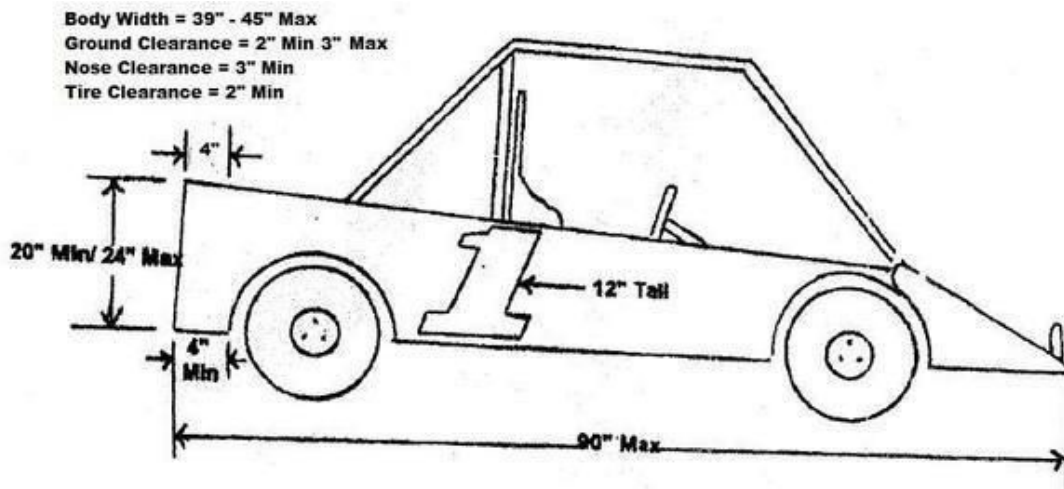 Body Width = 39" - 45" Max
Ground Clearance = 2" Min 3" Max
Nose Clearance = 3" Min
Tire Clearance = 2" Min
4"
20" Min/ 24" Max
1
12" Tall
4"
Min
90" Max